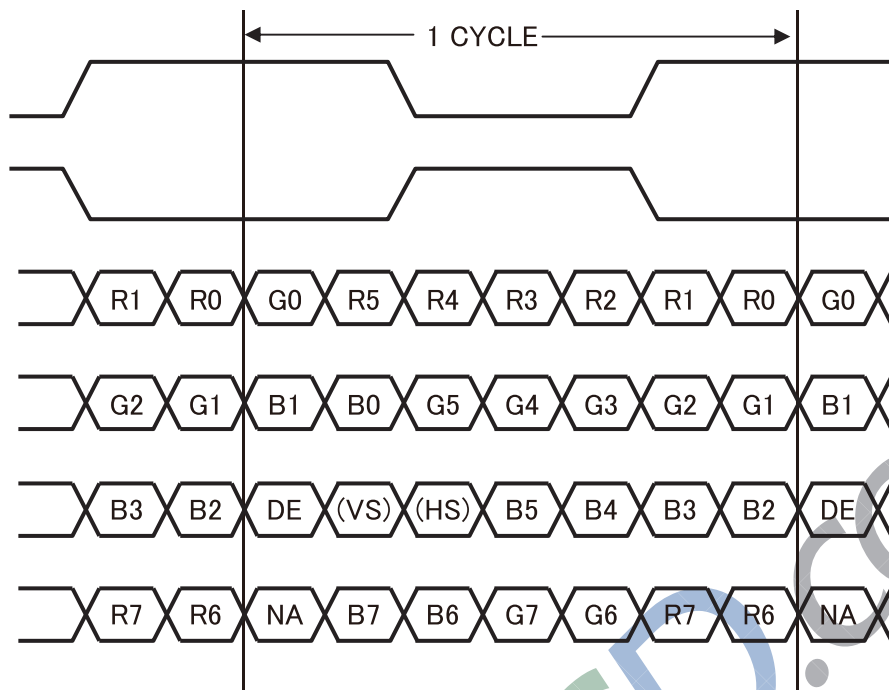 1 CYCLE
R1 R0 G0 R5 R4 R3 R2 R1 R0 G0
G2 G1 B1 B0 G5 G4 G3 G2 G1 B1
B3 B2 DE (VS) (HS) B5 B4 B3 B2 DE
R7 R6 NA B7 B6 G7 G6 R7 R6 NA